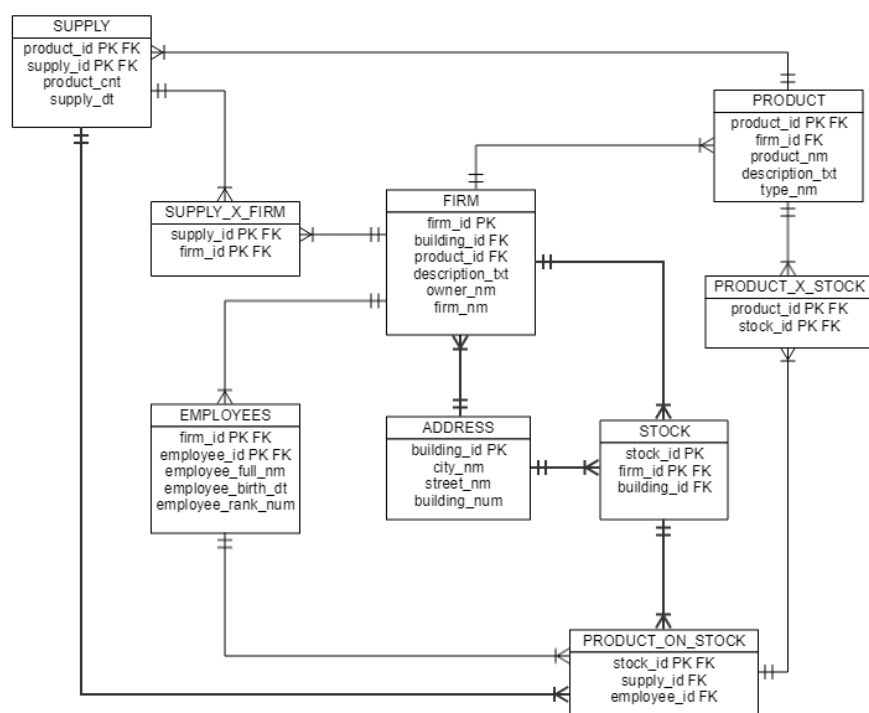 SUPPLY
product_id PK FK
supply_id PK FK
product_cnt
supply_dt
PRODUCT
product_id PK FK
firm_id FK
product_nm
description_txt
type_nm
SUPPLY_X_FIRM
supply_id PK FK
firm_id PK FK
FIRM
firm_id PK
building_id FK
product_id FK
description_txt
owner_nm
firm_nm
PRODUCT_X_STOCK
product_id PK FK
stock_id PK FK
EMPLOYEES
firm_id PK FK
employee_id PK FK
employee_full_nm
employee_birth_dt
employee_rank_num
ADDRESS
building_id PK
city_nm
street_nm
building_num
STOCK
stock_id PK
firm_id PK FK
building_id FK
PRODUCT_ON_STOCK
stock_id PK FK
supply_id FK
employee_id FK